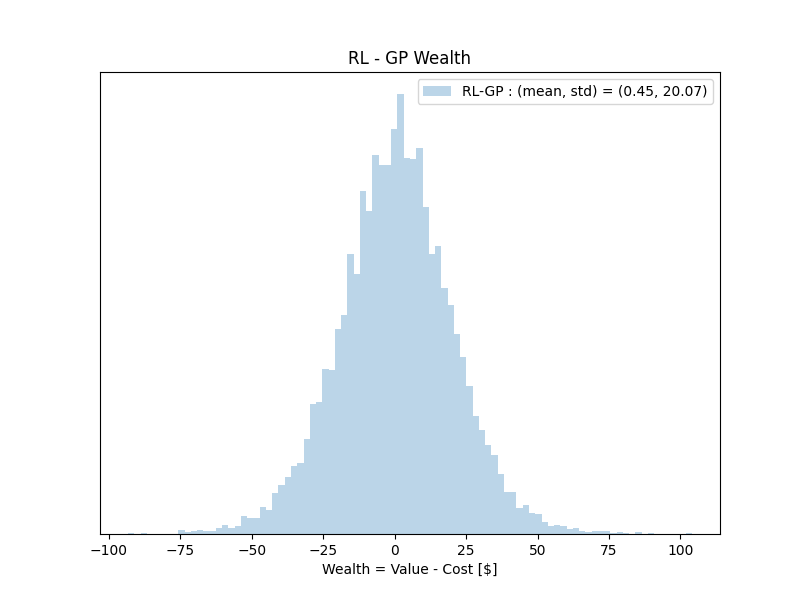 RL - GP Wealth
RL-GP : (mean, std) = (0.45, 20.07)
−100 −75 −50 −25 0 25 50 75 100
Wealth = Value - Cost [$]